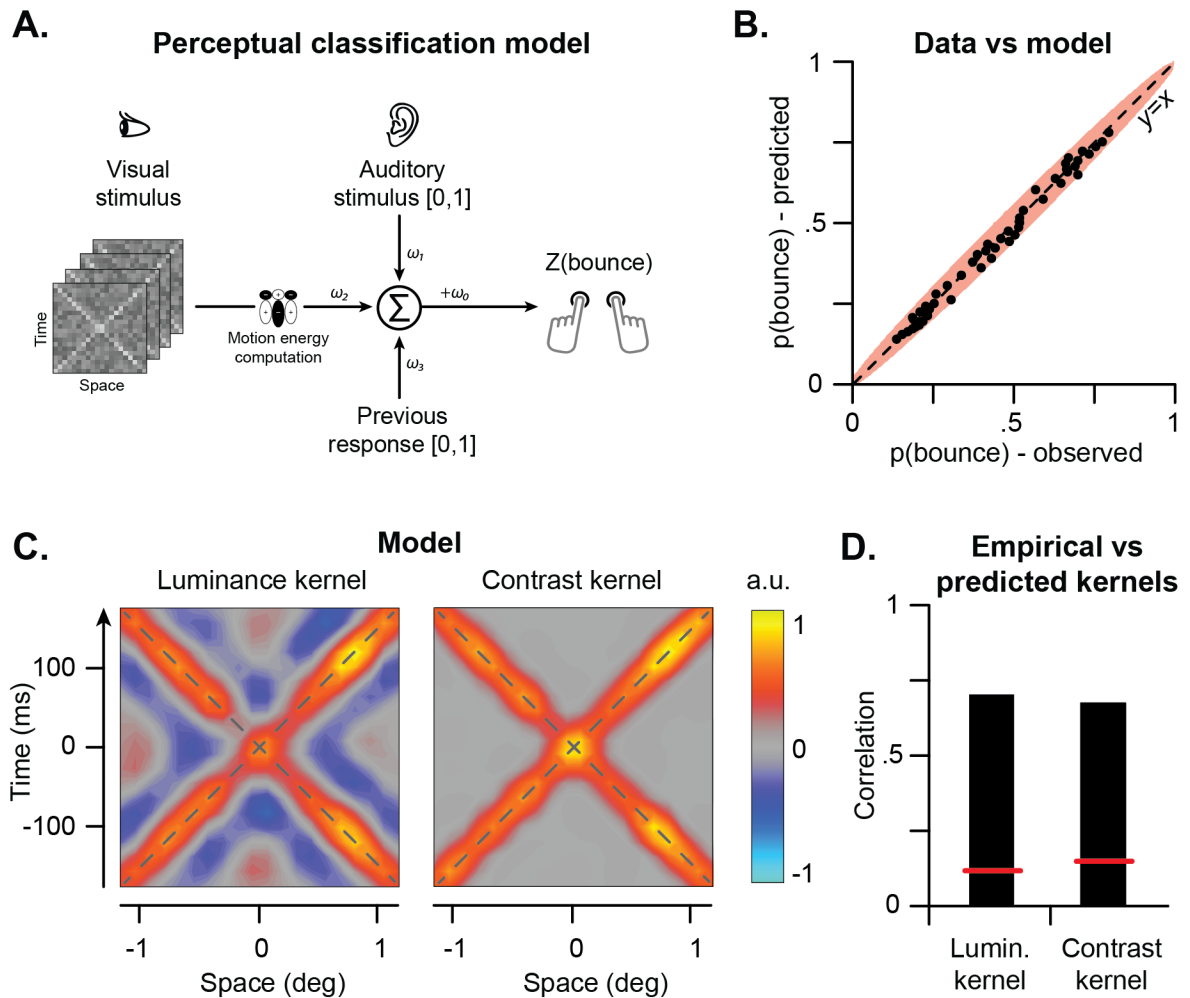 A.
Perceptual classification model
Visual
stimulus
Time
Space
Motion energy
computation
Auditory
stimulus [0,1]
ω₁
ω₂
Σ
+ω₀
ω₃
Previous
response [0,1]
Z(bounce)
B.
Data vs model
p(bounce) - predicted
1
.5
0
y=x
0
.5
1
p(bounce) - observed
C.
Model
Luminance kernel
Contrast kernel
a.u.
Time (ms)
100
0
-100
1
0
-1
-1
0
1
Space (deg)
-1
0
1
Space (deg)
D.
Empirical vs
predicted kernels
Correlation
1
.5
0
Lumin.
kernel
Contrast
kernel